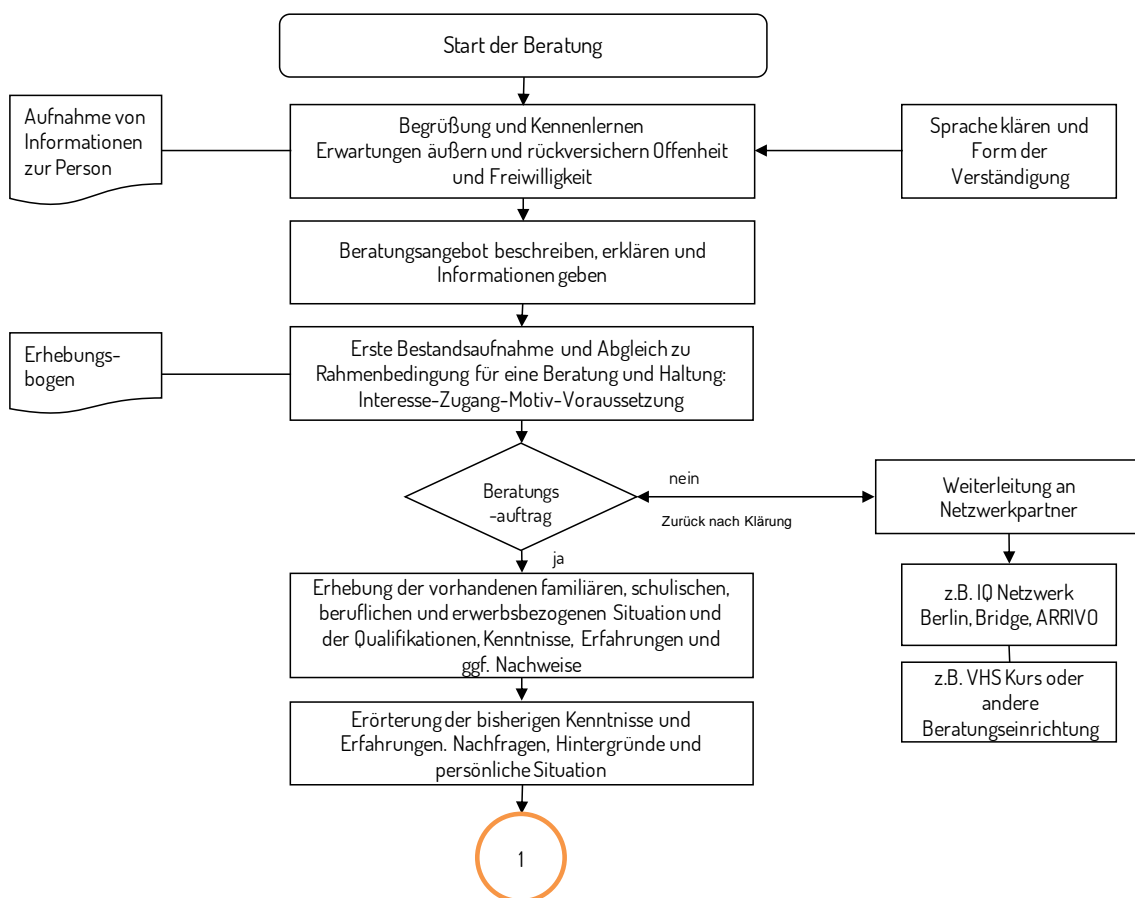 Start der Beratung
Aufnahme von
Informationen
zur Person
Begrüßung und Kennenlernen
Erwartungen äußern und rückversichern Offenheit
und Freiwilligkeit
Sprache klären und
Form der
Verständigung
Beratungsangebot beschreiben, erklären und
Informationen geben
Erhebungs-
bogen
Erste Bestandsaufnahme und Abgleich zu
Rahmenbedingung für eine Beratung und Haltung:
Interesse-Zugang-Motiv-Voraussetzung
Beratungs
-auftrag
nein
Zurück nach Klärung
Weiterleitung an
Netzwerkpartner
ja
z.B. IQ Netzwerk
Berlin, Bridge, ARRIVO
z.B. VHS Kurs oder
andere
Beratungseinrichtung
Erhebung der vorhandenen familiären, schulischen,
beruflichen und erwerbsbezogenen Situation und
der Qualifikationen, Kenntnisse, Erfahrungen und
ggf. Nachweise
Erörterung der bisherigen Kenntnisse und
Erfahrungen. Nachfragen, Hintergründe und
persönliche Situation
1